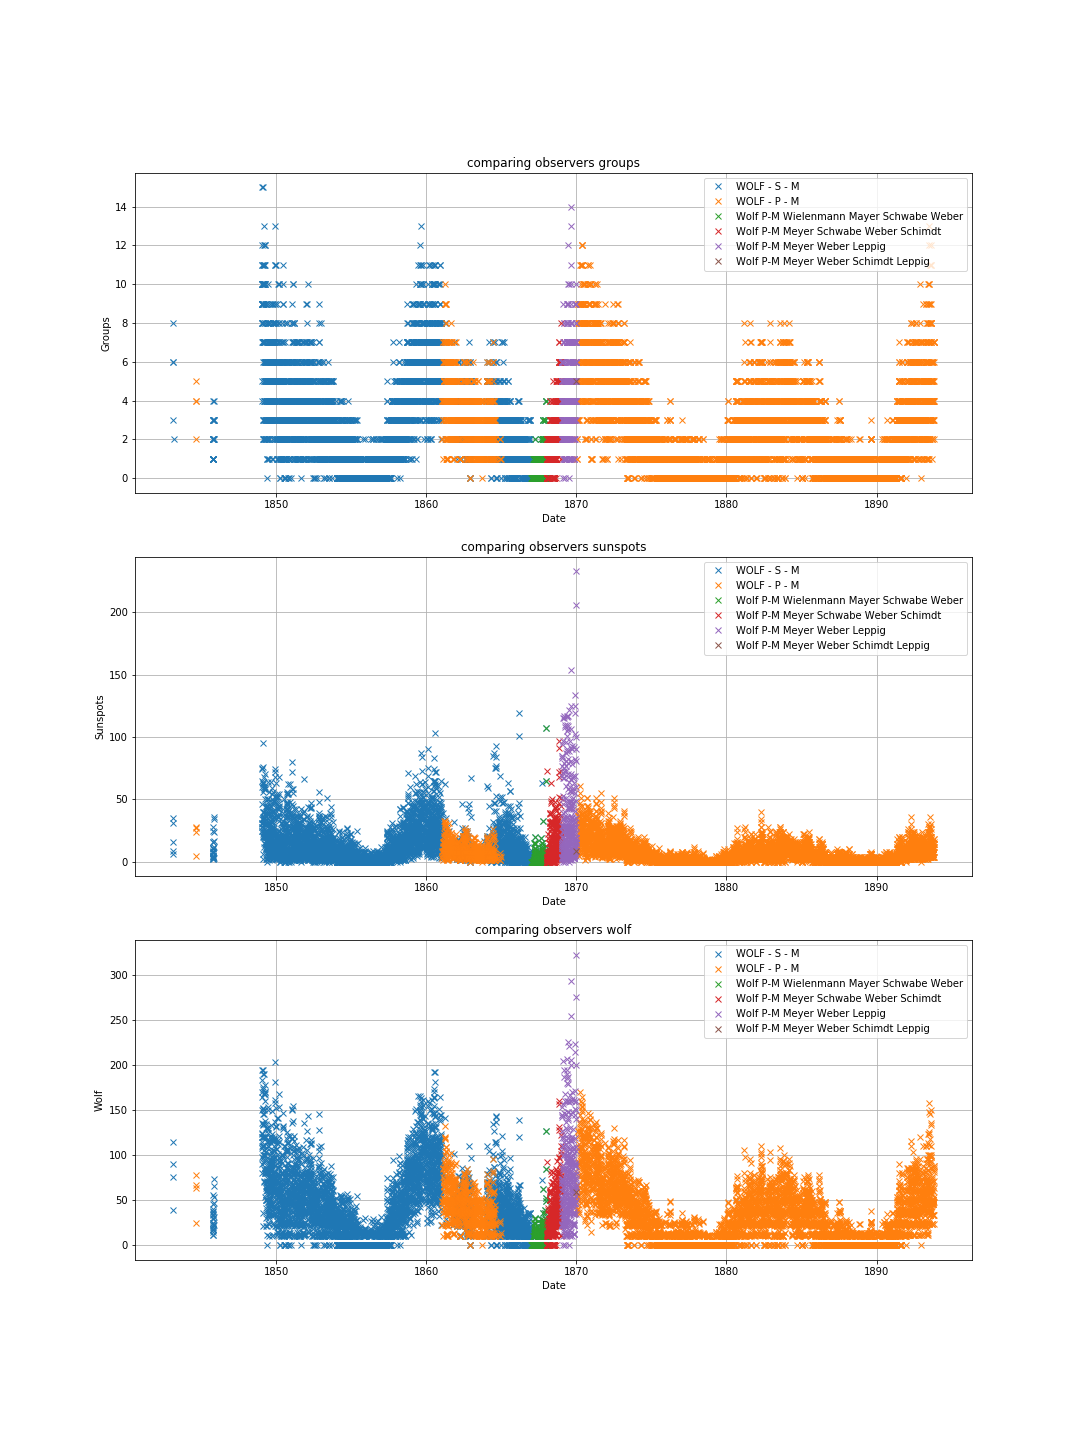 comparing observers groups
WOLF - S - M
WOLF - P - M
Wolf P-M Wielenmann Mayer Schwabe Weber
Wolf P-M Meyer Schwabe Weber Schimdt
Wolf P-M Meyer Weber Leppig
Wolf P-M Meyer Weber Schimdt Leppig
14
12
10
8
6
4
2
0
Groups
1850 1860 1870 1880 1890
Date
comparing observers sunspots
WOLF - S - M
WOLF - P - M
Wolf P-M Wielenmann Mayer Schwabe Weber
Wolf P-M Meyer Schwabe Weber Schimdt
Wolf P-M Meyer Weber Leppig
Wolf P-M Meyer Weber Schimdt Leppig
200
150
100
50
0
Sunspots
1850 1860 1870 1880 1890
Date
comparing observers wolf
WOLF - S - M
WOLF - P - M
Wolf P-M Wielenmann Mayer Schwabe Weber
Wolf P-M Meyer Schwabe Weber Schimdt
Wolf P-M Meyer Weber Leppig
Wolf P-M Meyer Weber Schimdt Leppig
300
250
200
150
100
50
0
Wolf
1850 1860 1870 1880 1890
Date